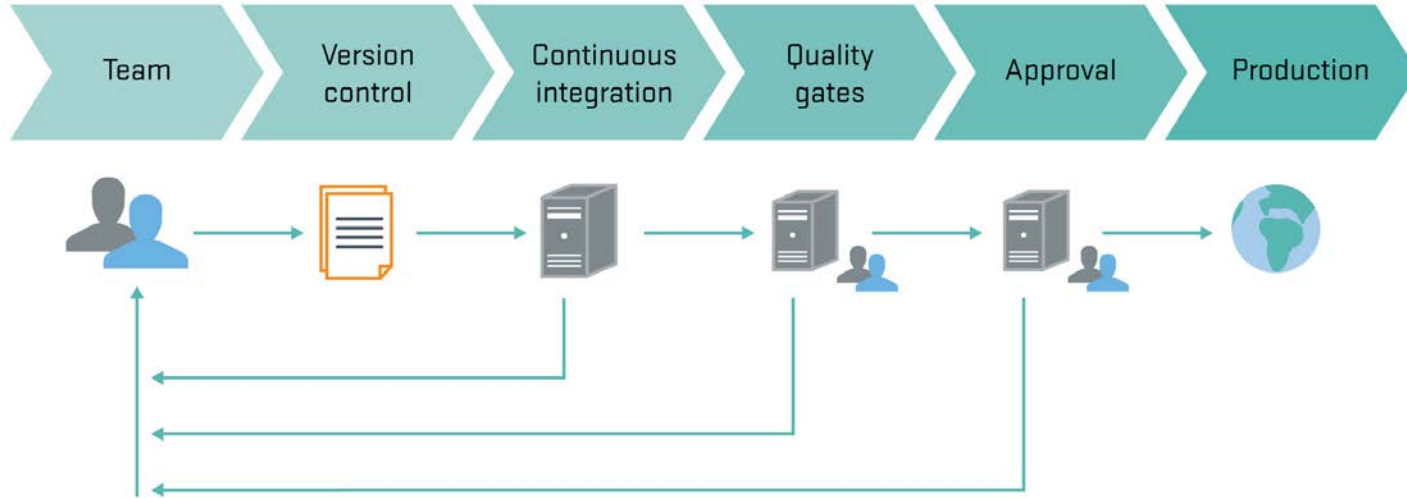 Team
Version
control
Continuous
integration
Quality
gates
Approval
Production